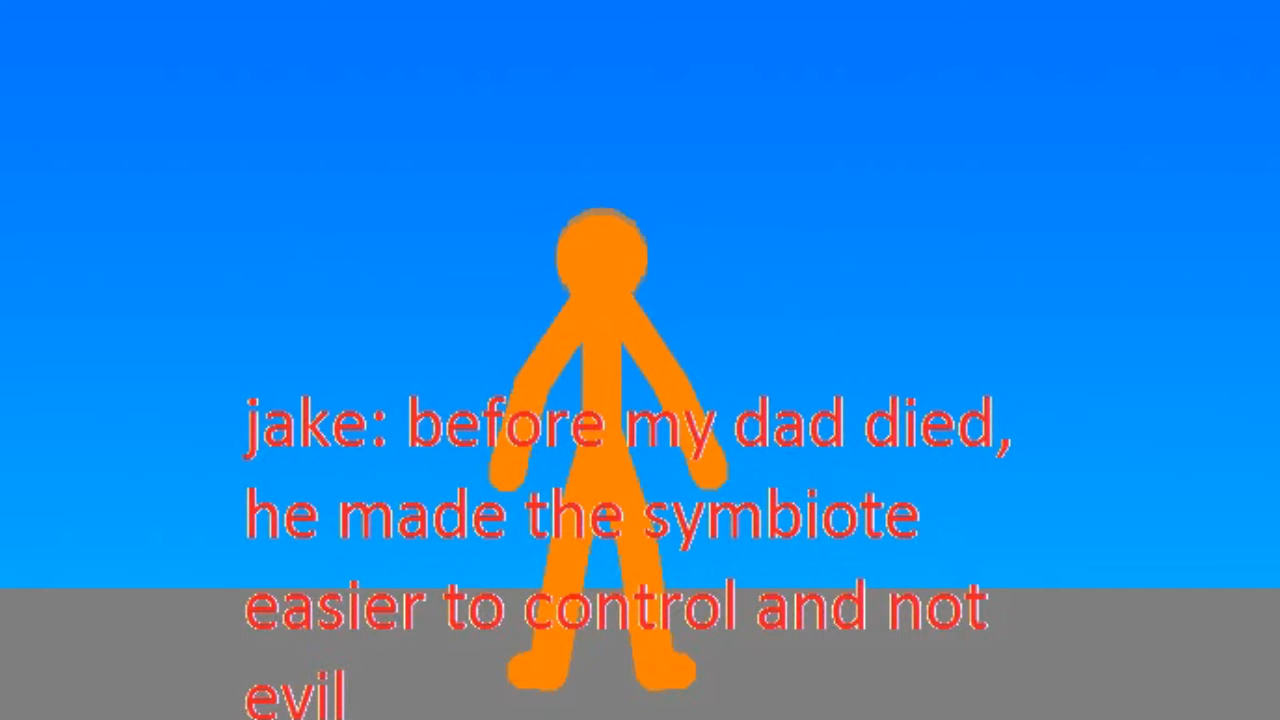 jake: before my dad died,
he made the symbiote
easier to control and not
evil